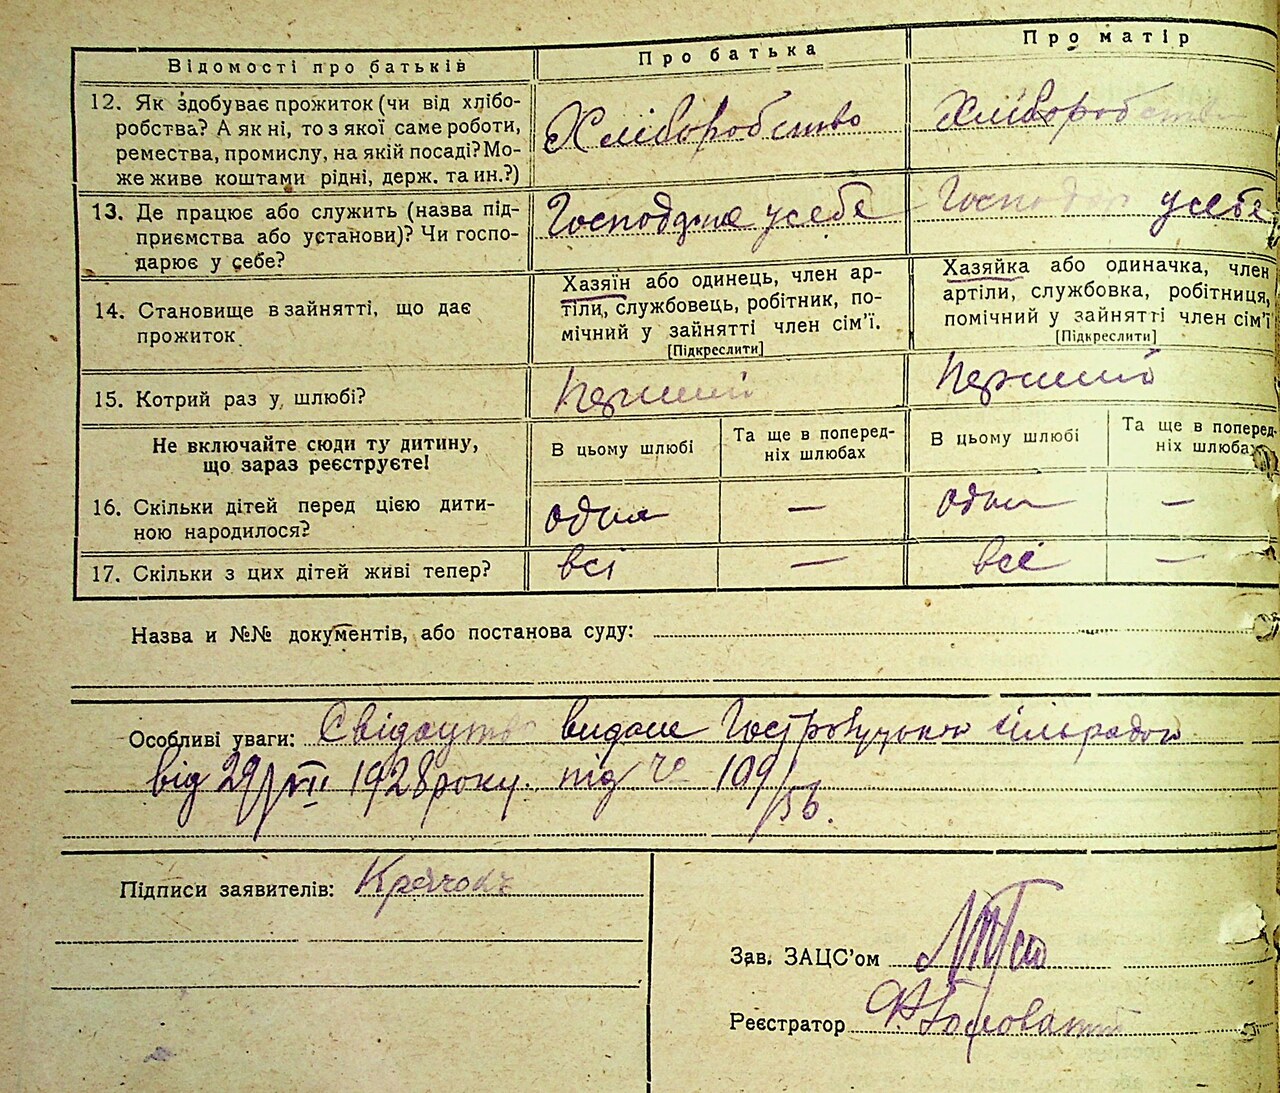 Відомості про батьків
Про батька
Про матір
12. Як здобуває прожиток (чи від хлібо-
робства? А як ні, то з якої саме роботи,
ремества, промислу, на якій посаді? Мо-
же живе коштами рідні, держ. та ин.?)
Хліборобство
Хліборобство
13. Де працює або служить (назва під-
приємства або установи)? Чи госпо-
дарює у себе?
Господарює у себе
Господарює у себе
14. Становище в зайнятті, що дає
прожиток
Хазяїн або одинець, член ар-
тіли, службовець, робітник, по-
мічний у зайнятті член сім'ї.
[Підкреслити]
Хазяйка або одиначка, член
артіли, службовка, робітниця,
помічний у зайнятті член сім'ї
[Підкреслити]
15. Котрий раз у шлюбі?
Перший
Перший
Не включайте сюди ту дитину,
що зараз реєструєте!
В цьому шлюбі
Та ще в поперед-
ніх шлюбах
В цьому шлюбі
Та ще в поперед-
ніх шлюбах
16. Скільки дітей перед цією дити-
ною народилося?
одна
—
одна
—
17. Скільки з цих дітей живі тепер?
всі
—
всі
—
Назва и №№ документів, або постанова суду:
Особливі уваги: Свідоцтво видане сільрадою
від 29/VII 1928 року. під ч 109/
56.
Підписи заявителів:
Зав. ЗАЦС'ом
Реєстратор